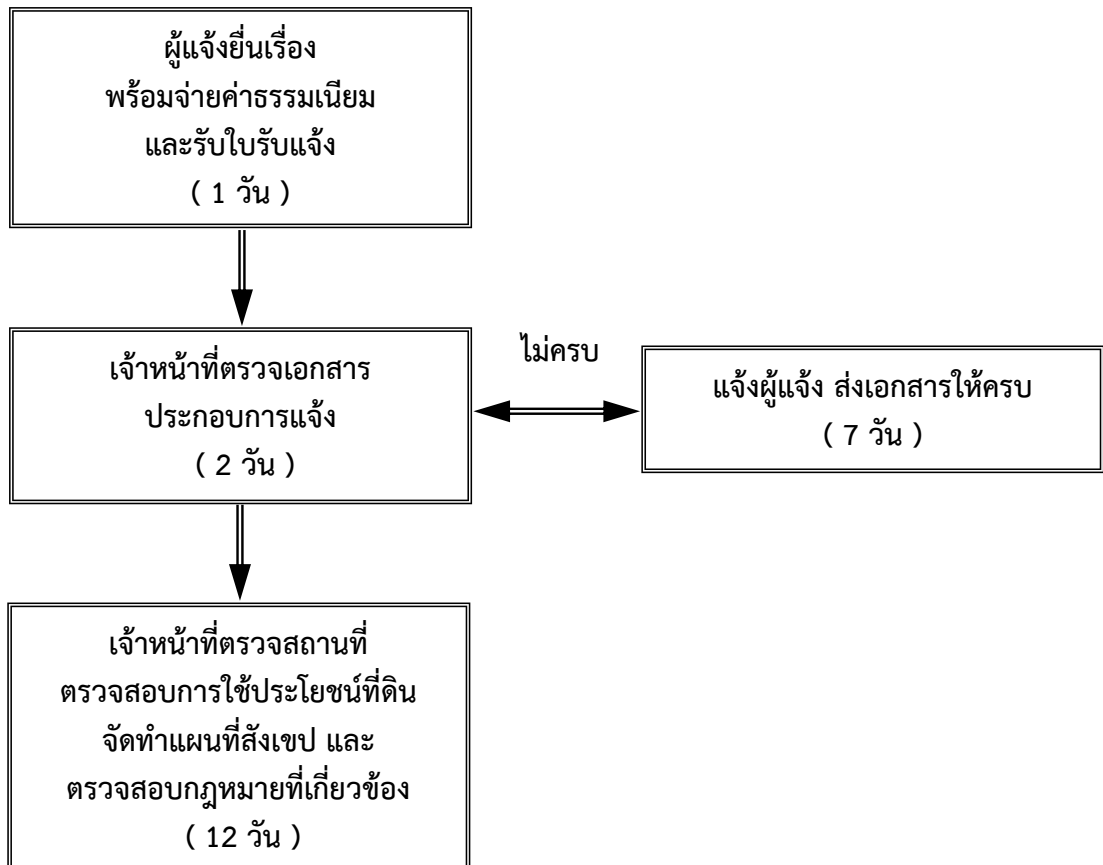 ผู้แจ้งยื่นเรื่อง
พร้อมจ่ายค่าธรรมเนียม
และรับใบรับแจ้ง
( 1 วัน )
เจ้าหน้าที่ตรวจเอกสาร
ประกอบการแจ้ง
( 2 วัน )
ไม่ครบ
แจ้งผู้แจ้ง ส่งเอกสารให้ครบ
( 7 วัน )
เจ้าหน้าที่ตรวจสถานที่
ตรวจสอบการใช้ประโยชน์ที่ดิน
จัดทำแผนที่สังเขป และ
ตรวจสอบกฎหมายที่เกี่ยวข้อง
( 12 วัน )